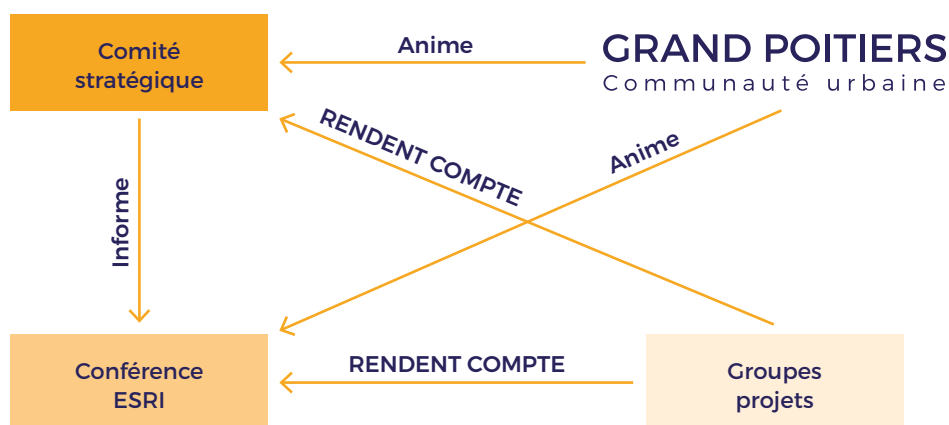 Comité
stratégique
Anime
GRAND POITIERS
Communauté urbaine
RENDENT COMPTE
Anime
Informe
Conférence
ESRI
RENDENT COMPTE
Groupes
projets